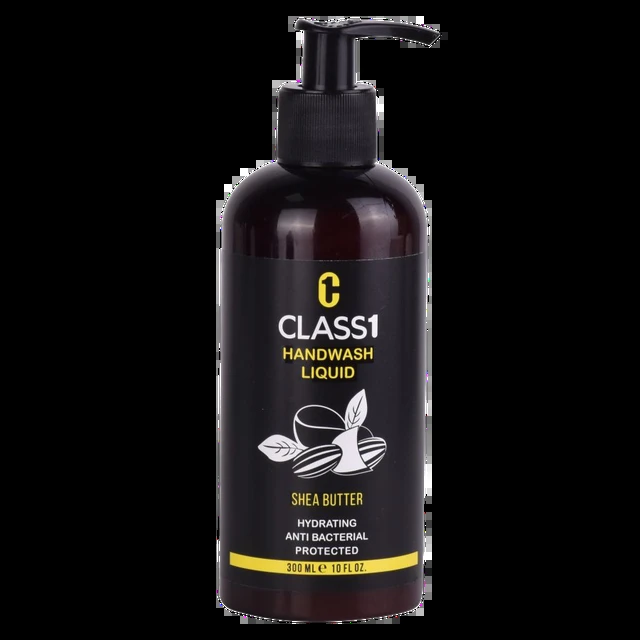 CLASS1
HANDWASH
LIQUID
SHEA BUTTER
HYDRATING
ANTI BACTERIAL
PROTECTED
300 ML ℮ 10 FL OZ.